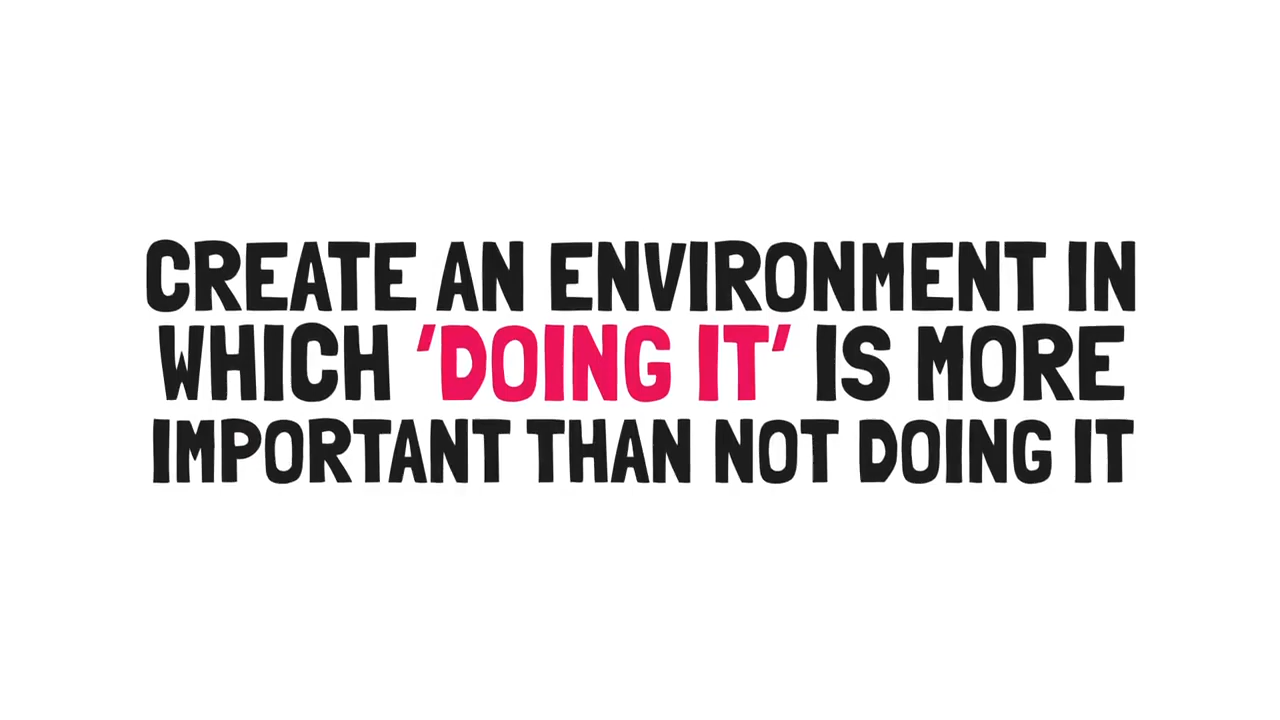 CREATE AN ENVIRONMENT IN
WHICH ‘DOING IT’ IS MORE
IMPORTANT THAN NOT DOING IT